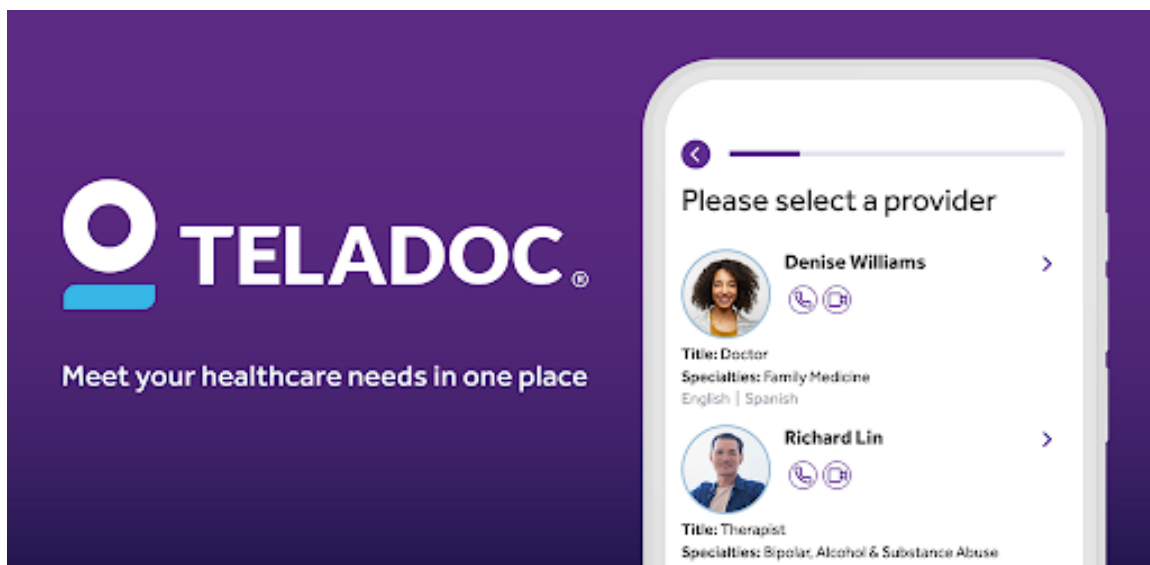 TELADOC®
Meet your healthcare needs in one place
Please select a provider
Denise Williams
Title: Doctor
Specialties: Family Medicine
English | Spanish
Richard Lin
Title: Therapist
Specialties: Bipolar, Alcohol & Substance Abuse